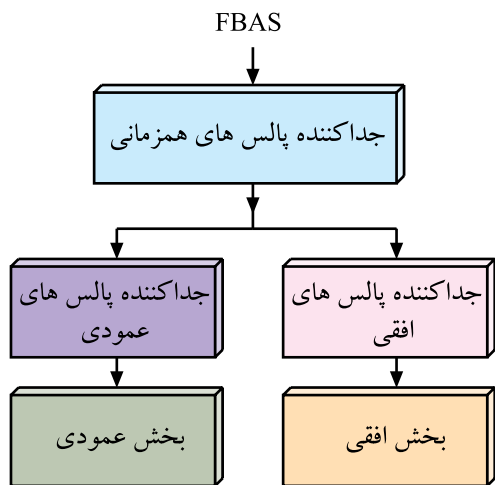 FBAS
جداکننده پالس های همزمانی
جداکننده پالس های
افقی
جداکننده پالس های
عمودی
بخش افقی
بخش عمودی